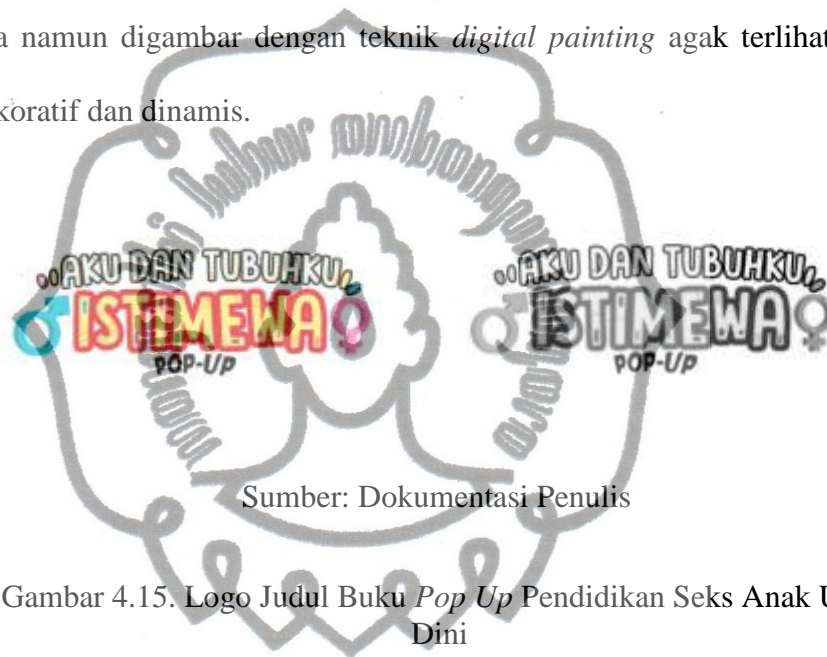 namun digambar dengan teknik digital painting agak terlihat
koratif dan dinamis.
AKU DAN TUBUHKU
ISTIMEWA
POP-UP
AKU DAN TUBUHKU
ISTIMEWA
POP-UP
Sumber: Dokumentasi Penulis
Gambar 4.15. Logo Judul Buku Pop Up Pendidikan Seks Anak U
Dini